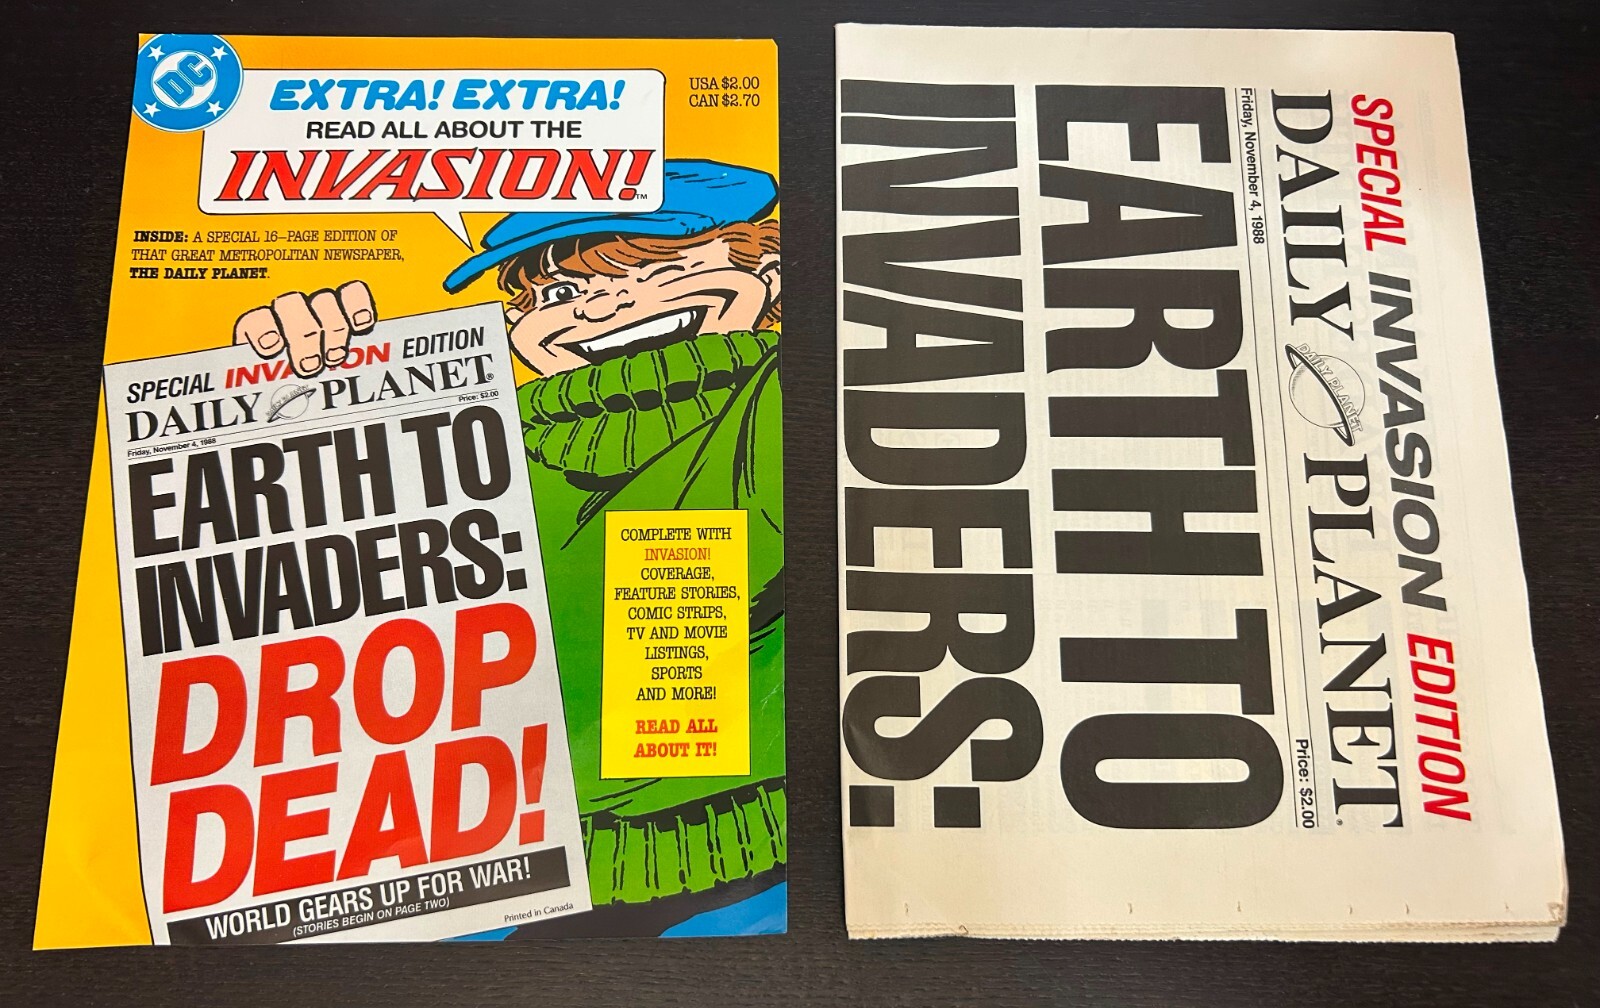 DC
EXTRA! EXTRA!
READ ALL ABOUT THE
INVASION!™
USA $2.00
CAN $2.70
INSIDE: A SPECIAL 16-PAGE EDITION OF
THAT GREAT METROPOLITAN NEWSPAPER,
THE DAILY PLANET.
SPECIAL INVASION EDITION
DAILY PLANET®
Friday, November 4, 1988
Price: $2.00
EARTH TO
INVADERS:
DROP
DEAD!
WORLD GEARS UP FOR WAR!
(STORIES BEGIN ON PAGE TWO)
Printed in Canada
COMPLETE WITH
INVASION!
COVERAGE,
FEATURE STORIES,
COMIC STRIPS,
TV AND MOVIE
LISTINGS,
SPORTS
AND MORE!
READ ALL
ABOUT IT!
SPECIAL INVASION EDITION
DAILY PLANET®
DAILY PLANET
Friday, November 4, 1988
Price: $2.00
EARTH TO
INVADERS: